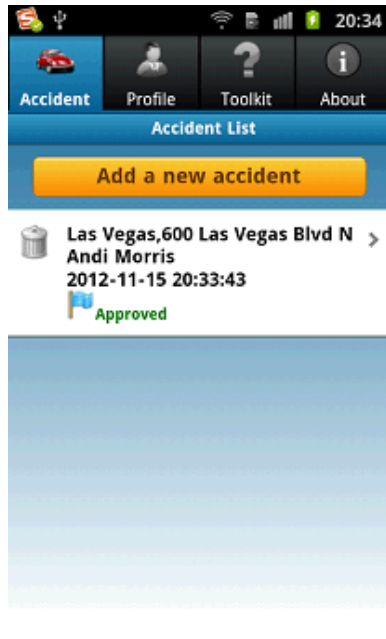 20:34
Accident Profile Toolkit About
Accident List
Add a new accident
Las Vegas,600 Las Vegas Blvd N
Andi Morris
2012-11-15 20:33:43
Approved